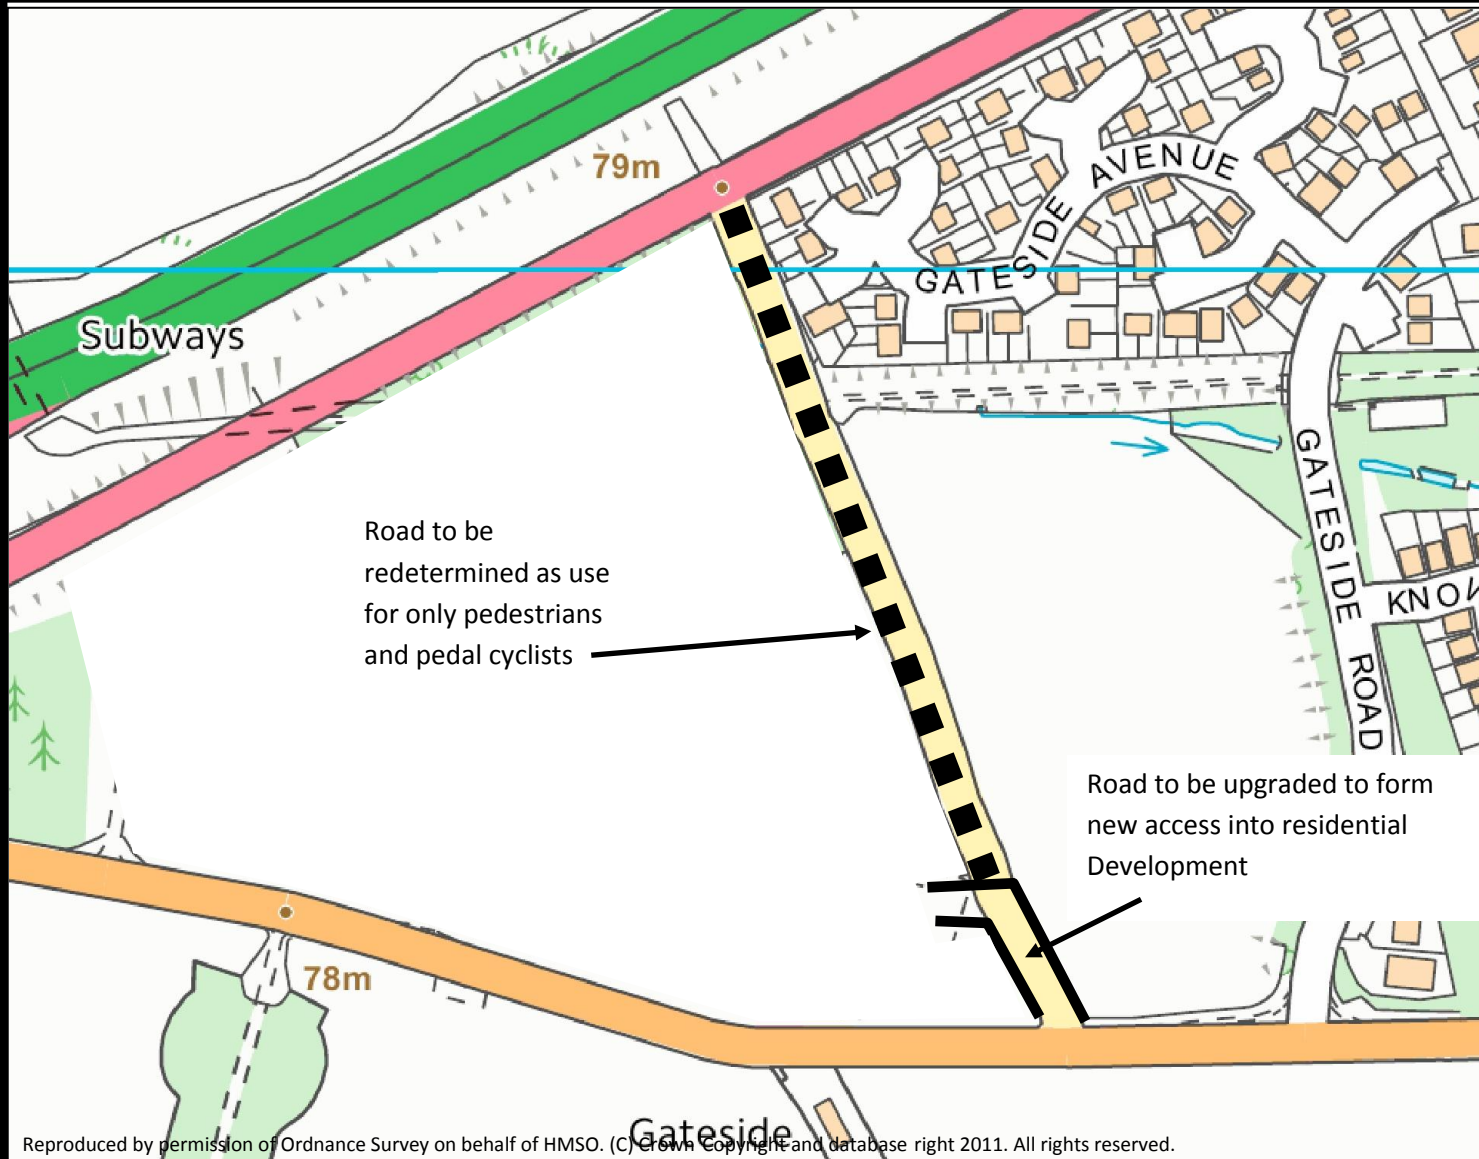 79m
AVENUE
GATESIDE
Subways
GATESIDE ROAD
Road to be
redetermined as use
for only pedestrians
and pedal cyclists
Road to be upgraded to form
new access into residential
Development
78m
Gateside
Reproduced by permission of Ordnance Survey on behalf of HMSO. (C) Crown Copyright and database right 2011. All rights reserved.